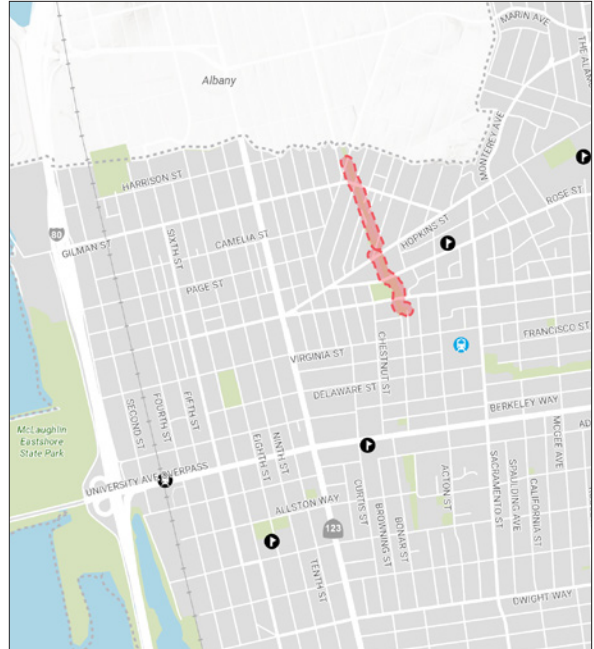 MARIN AVE
THE ALAM
Albany
MONTEREY AVE
HARRISON ST
ROSE ST
HOPKINS ST
80
SIXTH ST
CAMELIA ST
GILMAN ST
PAGE ST
FRANCISCO ST
VIRGINIA ST
CHESTNUT ST
DELAWARE ST
BERKELEY WAY
McLaughlin
Eastshore
State Park
SECOND ST
FOURTH ST
FIFTH ST
EIGHTH ST
NINTH ST
MCGEE AVE
AD
UNIVERSITY AVE OVERPASS
ACTON ST
SACRAMENTO ST
SPAULDING AVE
CALIFORNIA ST
ALLSTON WAY
CURTIS ST
BROWNING ST
BONAR ST
123
TENTH ST
DWIGHT WAY